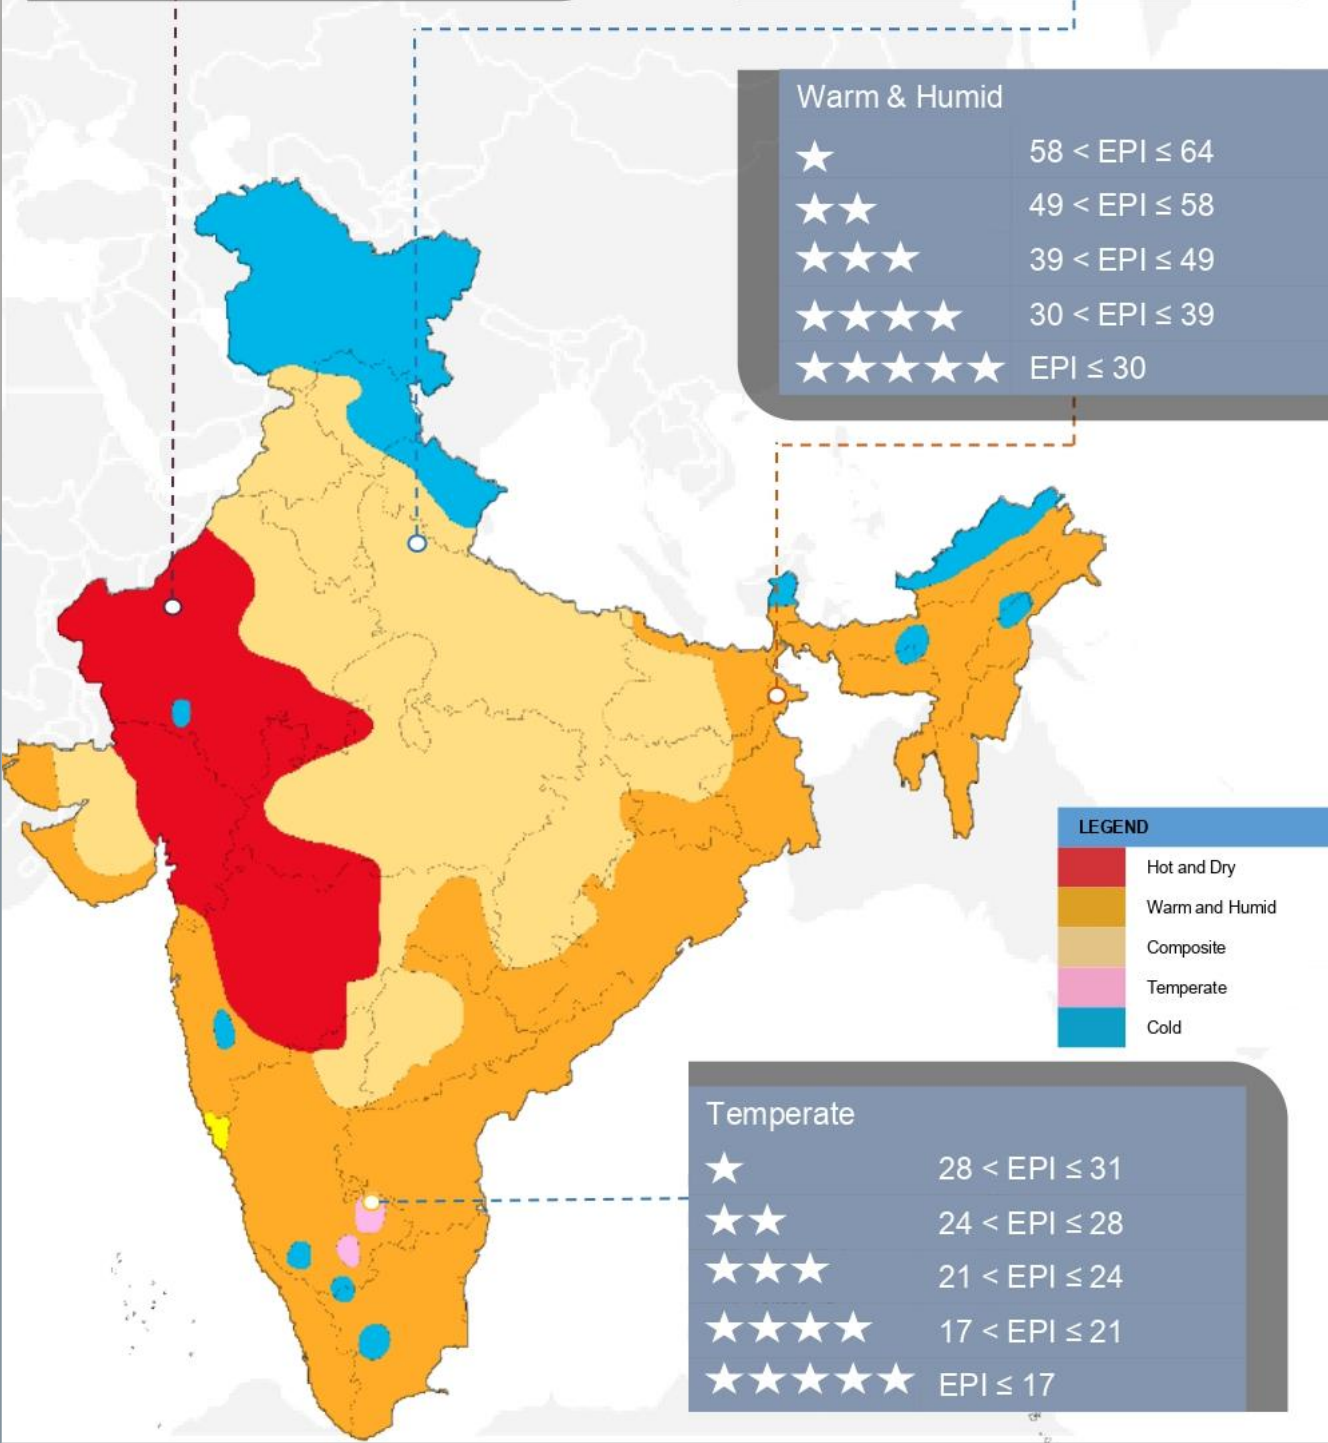 Warm & Humid
★ 58 < EPI ≤ 64
★★ 49 < EPI ≤ 58
★★★ 39 < EPI ≤ 49
★★★★ 30 < EPI ≤ 39
★★★★★ EPI ≤ 30
LEGEND
Hot and Dry
Warm and Humid
Composite
Temperate
Cold
Temperate
★ 28 < EPI ≤ 31
★★ 24 < EPI ≤ 28
★★★ 21 < EPI ≤ 24
★★★★ 17 < EPI ≤ 21
★★★★★ EPI ≤ 17